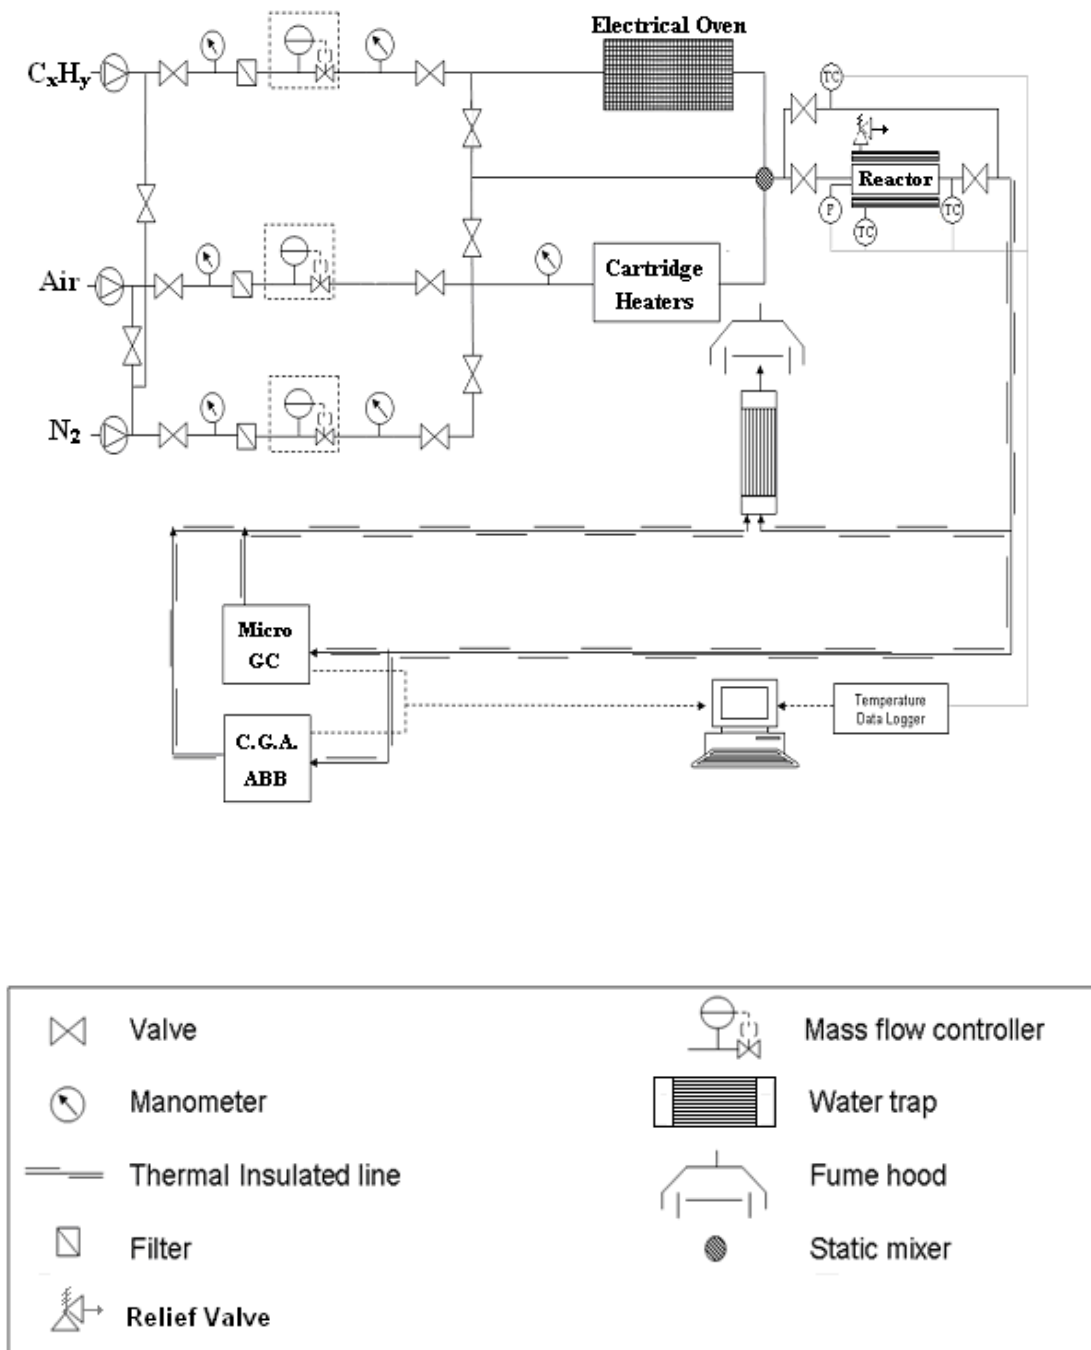 Electrical Oven
CxHy
TC
Reactor
P
TC
TC
Air
Cartridge
Heaters
N2
Micro
GC
Temperature
Data Logger
C.G.A.
ABB
Valve
Mass flow controller
Manometer
Water trap
Thermal Insulated line
Fume hood
Filter
Static mixer
Relief Valve